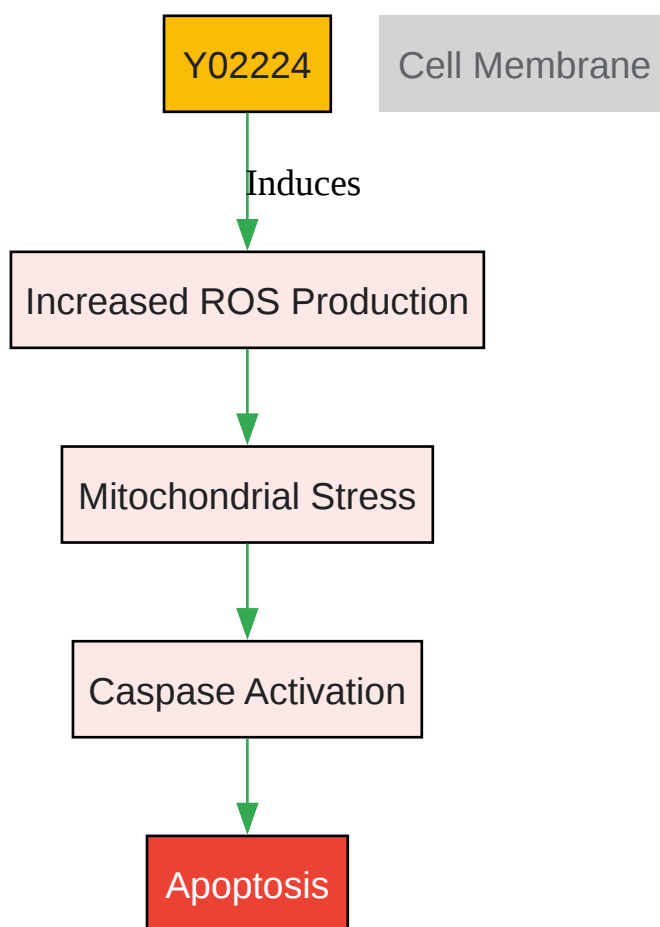 Y02224
Cell Membrane
Induces
Increased ROS Production
Mitochondrial Stress
Caspase Activation
Apoptosis